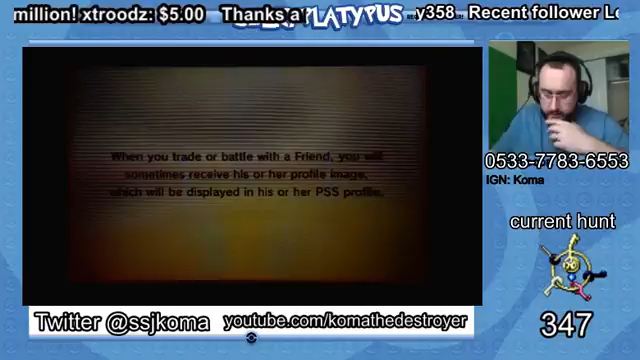 million! xtroodz: $5.00 Thanks a
PLATYPUS
y358 Recent follower Lo
When you trade or battle with a Friend, you will
sometimes receive his or her profile image,
which will be displayed in his or her PSS profile.
0533-7783-6553
IGN: Koma
current hunt
347
Twitter @ssjkoma
youtube.com/komathedestroyer